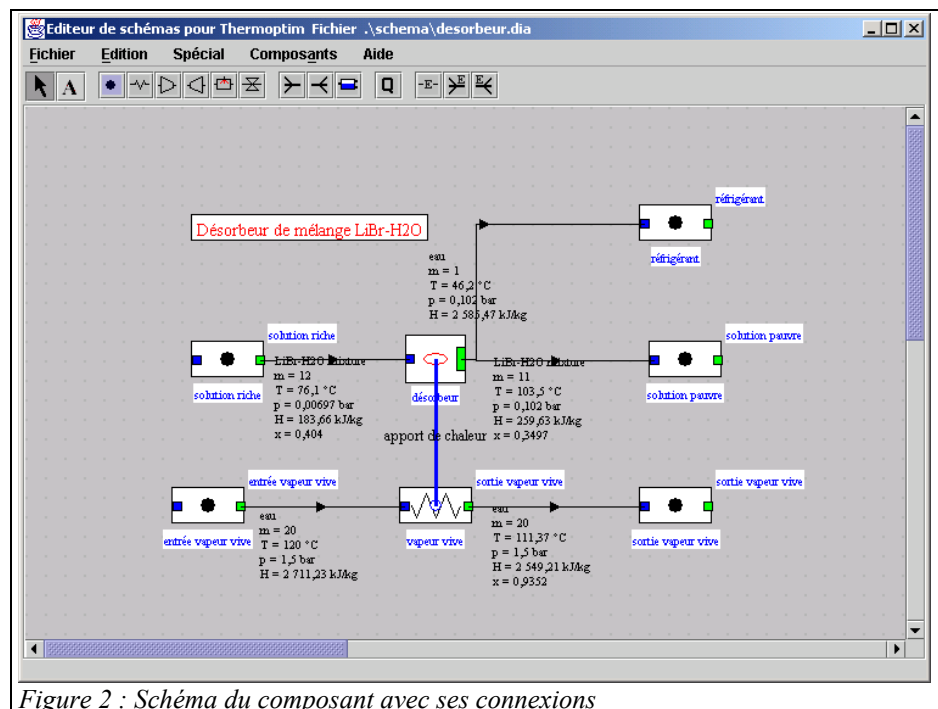 Editeur de schémas pour Thermoptim Fichier .\schema\desorbeur.dia
Fichier Edition Spécial Composants Aide
A Q -E- E E
réfrigérant
Désorbeur de mélange LiBr-H2O
réfrigérant
eau
m = 1
T = 46,2 °C
p = 0,102 bar
H = 2 585,47 kJ/kg
solution riche
solution riche
LiBr-H2O mixture
m = 12
T = 76,1 °C
p = 0,00697 bar
H = 183,66 kJ/kg
x = 0,404
désorbeur
LiBr-H2O mixture
m = 11
T = 103,5 °C
p = 0,102 bar
H = 259,63 kJ/kg
x = 0,3497
solution pauvre
solution pauvre
apport de chaleur
entrée vapeur vive
entrée vapeur vive
eau
m = 20
T = 120 °C
p = 1,5 bar
H = 2 711,23 kJ/kg
vapeur vive
sortie vapeur vive
eau
m = 20
T = 111,37 °C
p = 1,5 bar
H = 2 549,21 kJ/kg
x = 0,9352
sortie vapeur vive
sortie vapeur vive
Figure 2 : Schéma du composant avec ses connexions